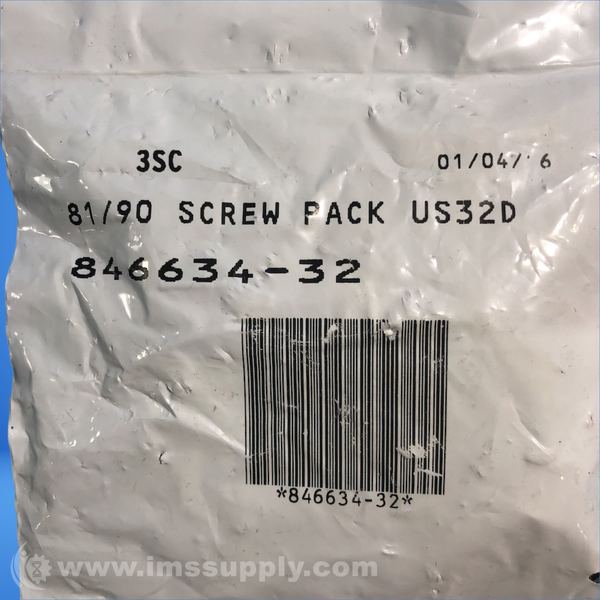 3SC
81/90 SCREW PACK US32D
846634-32
*846634-32*
www.imssupply.com